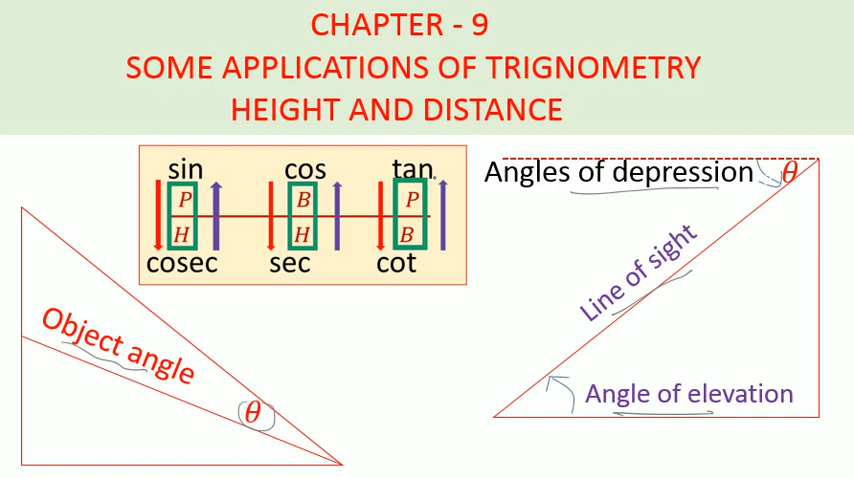 CHAPTER - 9
SOME APPLICATIONS OF TRIGNOMETRY
HEIGHT AND DISTANCE
sin cos tan
P B P
H H B
cosec sec cot
Angles of depression θ
Line of sight
Angle of elevation
Object angle
θ